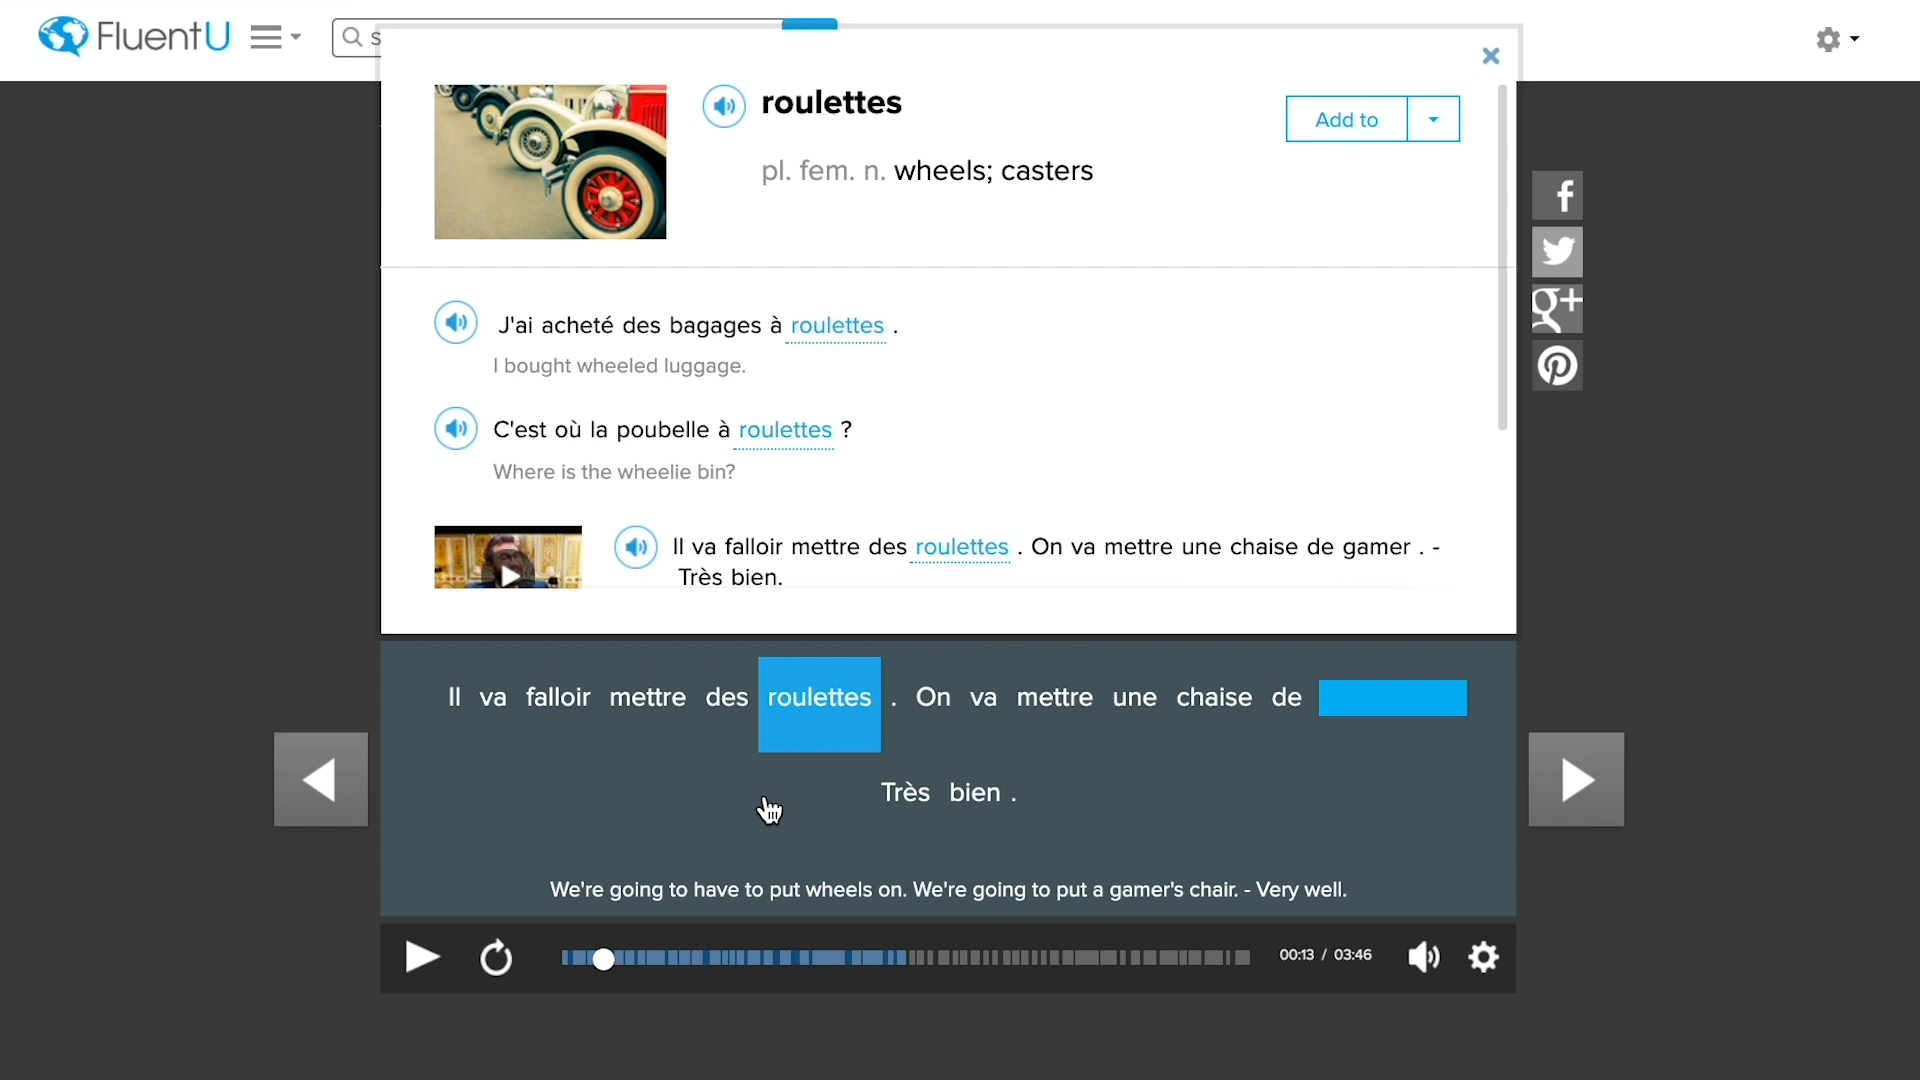 FluentU
s
roulettes
Add to
pl. fem. n. wheels; casters
J'ai acheté des bagages à roulettes .
I bought wheeled luggage.
C'est où la poubelle à roulettes ?
Where is the wheelie bin?
Il va falloir mettre des roulettes . On va mettre une chaise de gamer . -
Très bien.
Il va falloir mettre des roulettes . On va mettre une chaise de
Très bien .
We're going to have to put wheels on. We're going to put a gamer's chair. - Very well.
00:13 / 03:46